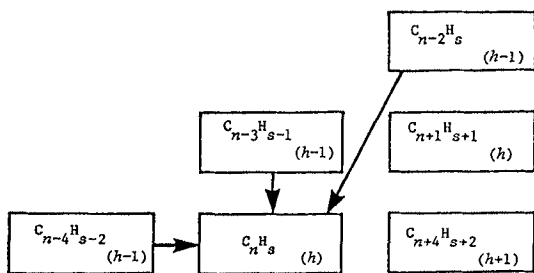 C_{n-2}H_s
(h-1)
C_{n-3}H_{s-1}
(h-1)
C_{n+1}H_{s+1}
(h)
C_{n-4}H_{s-2}
(h-1)
C_nH_s
(h)
C_{n+4}H_{s+2}
(h+1)